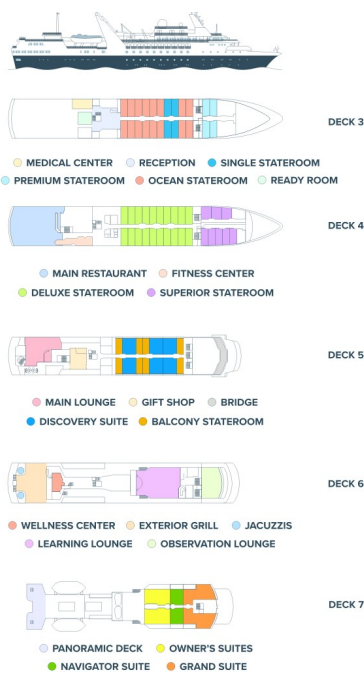 DECK 3
MEDICAL CENTER RECEPTION SINGLE STATEROOM
PREMIUM STATEROOM OCEAN STATEROOM READY ROOM
DECK 4
MAIN RESTAURANT FITNESS CENTER
DELUXE STATEROOM SUPERIOR STATEROOM
DECK 5
MAIN LOUNGE GIFT SHOP BRIDGE
DISCOVERY SUITE BALCONY STATEROOM
DECK 6
WELLNESS CENTER EXTERIOR GRILL JACUZZIS
LEARNING LOUNGE OBSERVATION LOUNGE
DECK 7
PANORAMIC DECK OWNER'S SUITES
NAVIGATOR SUITE GRAND SUITE